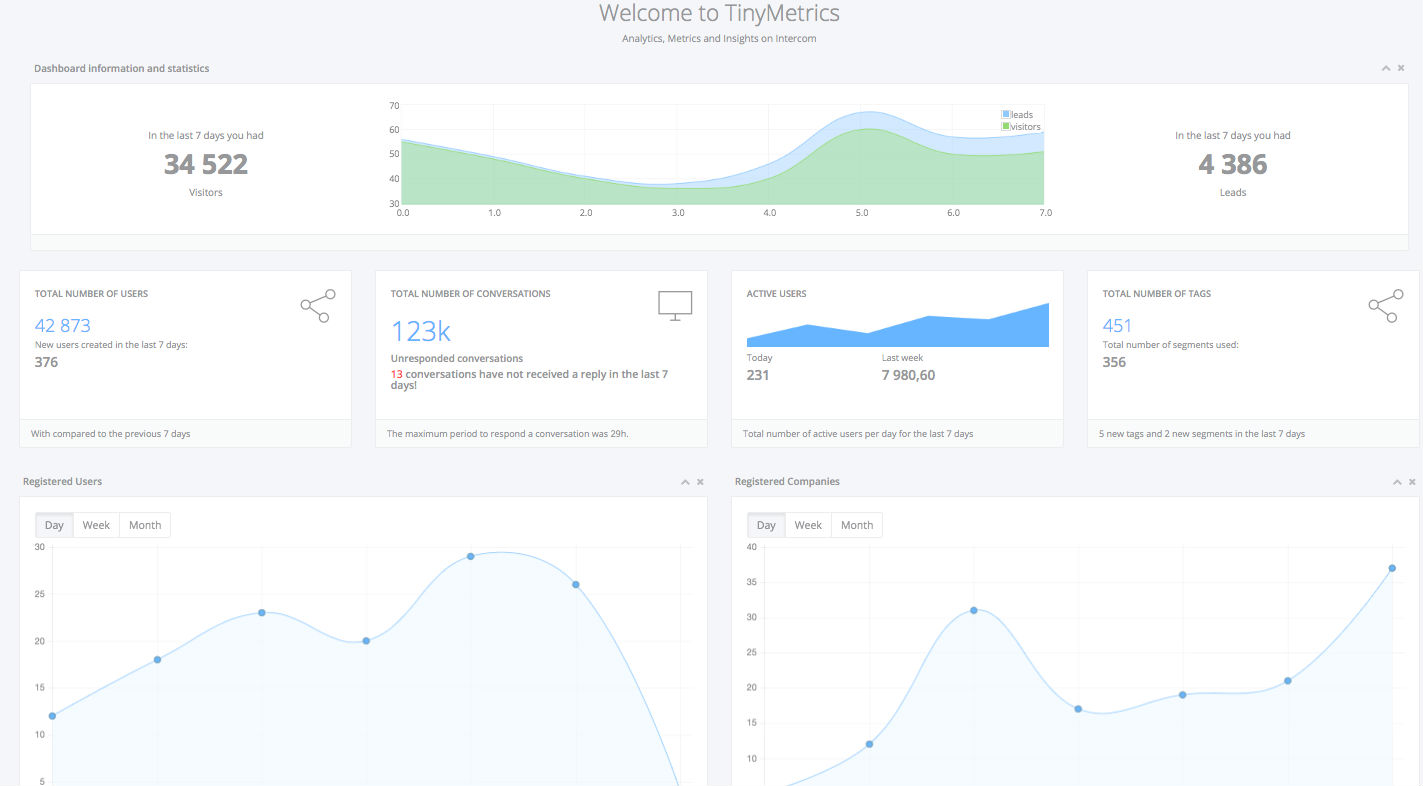 Welcome to TinyMetrics
Analytics, Metrics and Insights on Intercom
Dashboard information and statistics
In the last 7 days you had
34 522
Visitors
70
60
50
40
30
0.0
1.0
2.0
3.0
4.0
5.0
6.0
7.0
leads
visitors
In the last 7 days you had
4 386
Leads
TOTAL NUMBER OF USERS
42 873
New users created in the last 7 days:
376
With compared to the previous 7 days
TOTAL NUMBER OF CONVERSATIONS
123k
Unresponded conversations
13 conversations have not received a reply in the last 7
days!
The maximum period to respond a conversation was 29h.
ACTIVE USERS
Today
231
Last week
7 980,60
Total number of active users per day for the last 7 days
TOTAL NUMBER OF TAGS
451
Total number of segments used:
356
5 new tags and 2 new segments in the last 7 days
Registered Users
Day
Week
Month
30
25
20
15
10
5
Registered Companies
Day
Week
Month
40
35
30
25
20
15
10